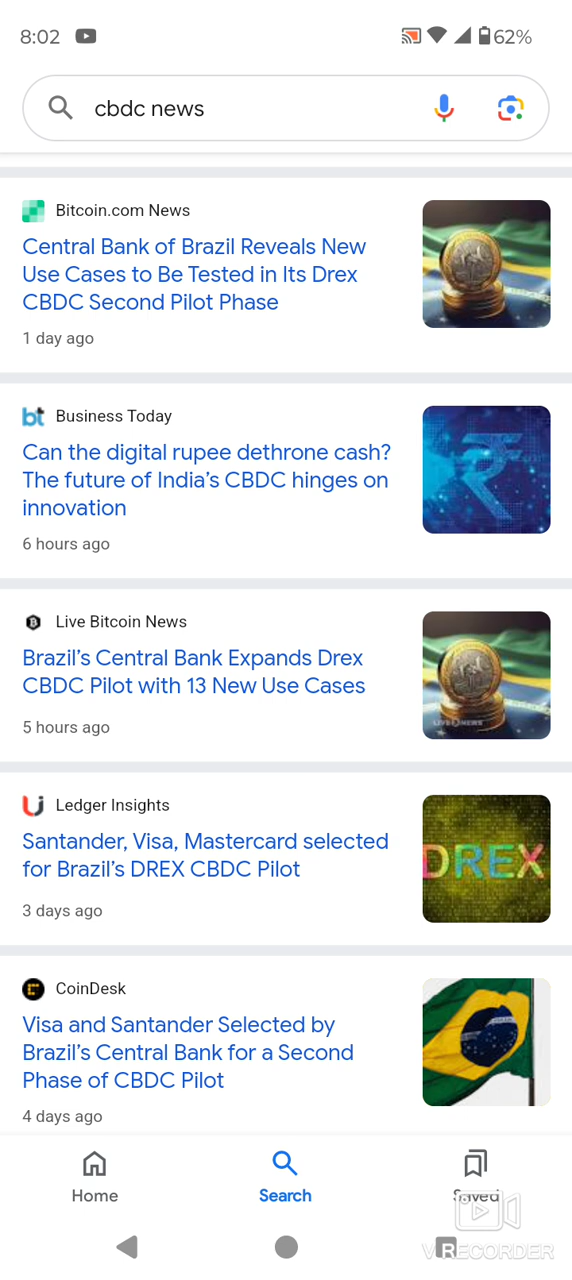 8:02
62%
cbdc news
Bitcoin.com News
Central Bank of Brazil Reveals New
Use Cases to Be Tested in Its Drex
CBDC Second Pilot Phase
1 day ago
bt
Business Today
Can the digital rupee dethrone cash?
The future of India’s CBDC hinges on
innovation
6 hours ago
Live Bitcoin News
Brazil’s Central Bank Expands Drex
CBDC Pilot with 13 New Use Cases
5 hours ago
Ledger Insights
Santander, Visa, Mastercard selected
for Brazil’s DREX CBDC Pilot
3 days ago
DREX
CoinDesk
Visa and Santander Selected by
Brazil’s Central Bank for a Second
Phase of CBDC Pilot
4 days ago
Home
Search
Saved
VRECORDER